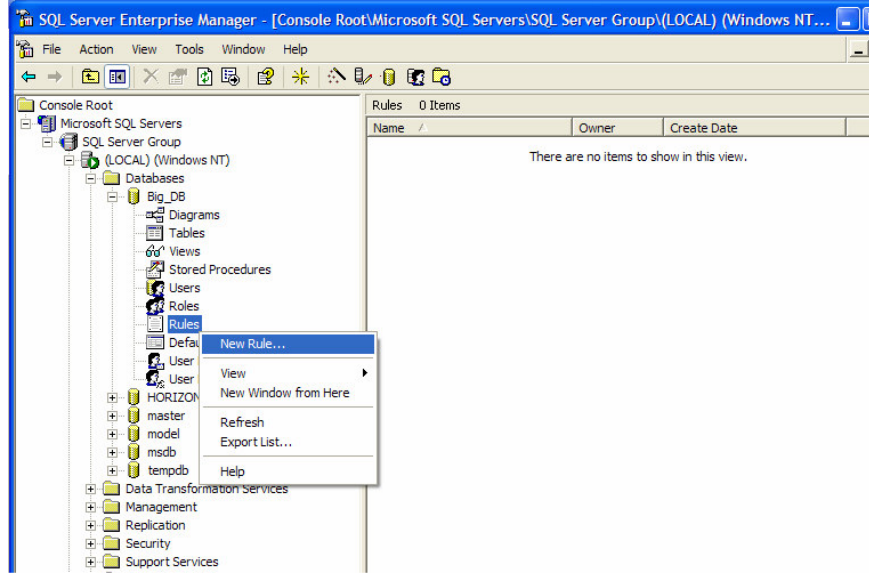 SQL Server Enterprise Manager - [Console Root\Microsoft SQL Servers\SQL Server Group\(LOCAL) (Windows NT...
File Action View Tools Window Help
Console Root
Microsoft SQL Servers
SQL Server Group
(LOCAL) (Windows NT)
Databases
Big_DB
Diagrams
Tables
Views
Stored Procedures
Users
Roles
Rules
Defau
User
User
HORIZON
master
model
msdb
tempdb
Data Transformation Services
Management
Replication
Security
Support Services
New Rule...
View
New Window from Here
Refresh
Export List...
Help
Rules 0 Items
Name Owner Create Date
There are no items to show in this view.